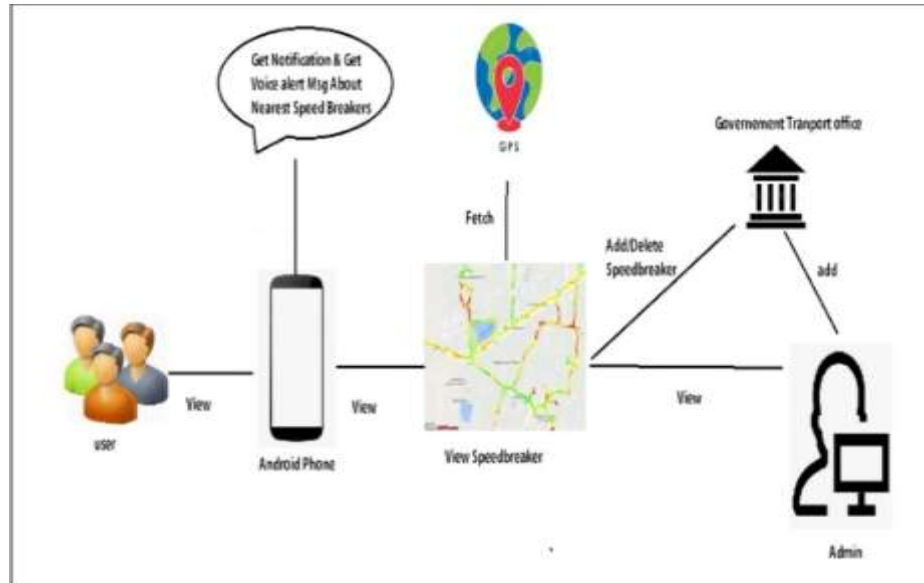 Get Notification & Get
Voice alert Msg About
Nearest Speed Breakers
GPS
Governement Tranport office
Fetch
Add/Delete
Speedbreaker
add
View
View
View
user
Android Phone
View Speedbreaker
Admin